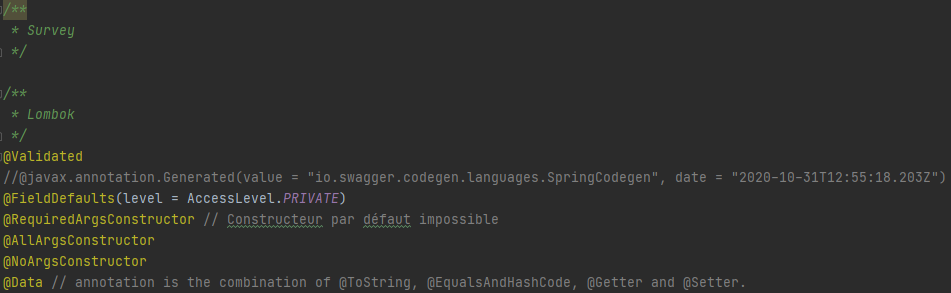 /**
 * Survey
 */
/**
 * Lombok
 */
@Validated
//@javax.annotation.Generated(value = "io.swagger.codegen.languages.SpringCodegen", date = "2020-10-31T12:55:18.203Z")
@FieldDefaults(level = AccessLevel.PRIVATE)
@RequiredArgsConstructor // Constructeur par défaut impossible
@AllArgsConstructor
@NoArgsConstructor
@Data // annotation is the combination of @ToString, @EqualsAndHashCode, @Getter and @Setter.